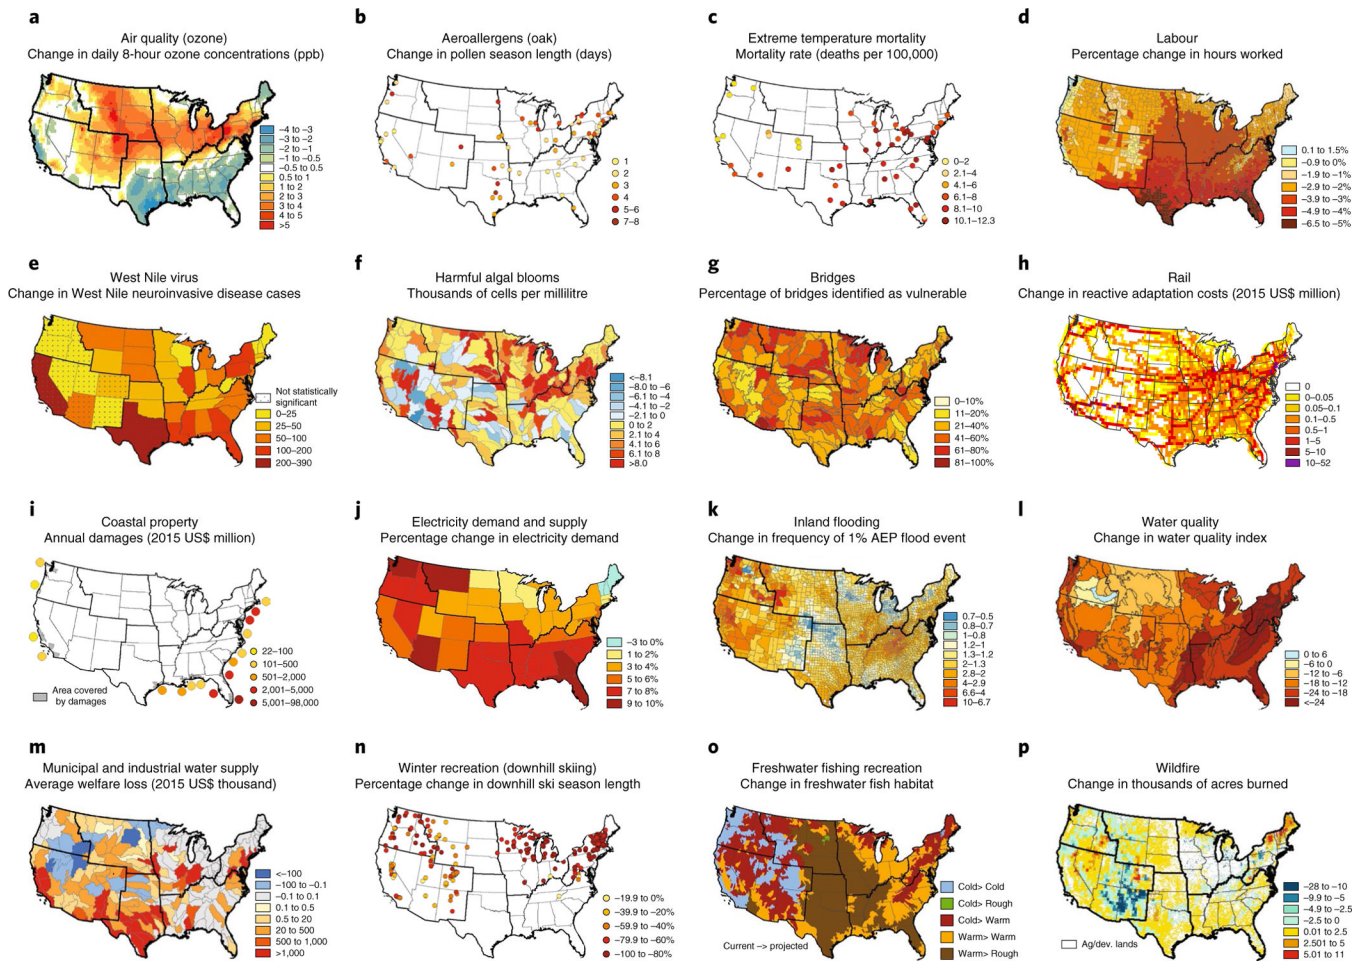 a
Air quality (ozone)
Change in daily 8-hour ozone concentrations (ppb)
−4 to −3
−3 to −2
−2 to −1
−1 to −0.5
−0.5 to 0.5
0.5 to 1
1 to 2
2 to 3
3 to 4
4 to 5
>5
b
Aeroallergens (oak)
Change in pollen season length (days)
1
2
3
4
5–6
7–8
c
Extreme temperature mortality
Mortality rate (deaths per 100,000)
0–2
2.1–4
4.1–6
6.1–8
8.1–10
10.1–12.3
d
Labour
Percentage change in hours worked
0.1 to 1.5%
−0.9 to 0%
−1.9 to −1%
−2.9 to −2%
−3.9 to −3%
−4.9 to −4%
−6.5 to −5%
e
West Nile virus
Change in West Nile neuroinvasive disease cases
Not statistically
significant
0–25
25–50
50–100
100–200
200–390
f
Harmful algal blooms
Thousands of cells per millilitre
<−8.1
−8.0 to −6
−6.1 to −4
−4.1 to −2
−2.1 to 0
0 to 2
2.1 to 4
4.1 to 6
6.1 to 8
>8.0
g
Bridges
Percentage of bridges identified as vulnerable
0–10%
11–20%
21–40%
41–60%
61–80%
81–100%
h
Rail
Change in reactive adaptation costs (2015 US$ million)
0
0–0.05
0.05–0.1
0.1–0.5
0.5–1
1–5
5–10
10–52
i
Coastal property
Annual damages (2015 US$ million)
Area covered
by damages
22–100
101–500
501–2,000
2,001–5,000
5,001–98,000
j
Electricity demand and supply
Percentage change in electricity demand
−3 to 0%
1 to 2%
3 to 4%
5 to 6%
7 to 8%
9 to 10%
k
Inland flooding
Change in frequency of 1% AEP flood event
0.7–0.5
0.8–0.7
1–0.8
1.2–1
1.3–1.2
2–1.3
2.8–2
4–2.9
6.6–4
10–6.7
l
Water quality
Change in water quality index
0 to 6
−6 to 0
−12 to −6
−18 to −12
−24 to −18
<−24
m
Municipal and industrial water supply
Average welfare loss (2015 US$ thousand)
<−100
−100 to −0.1
−0.1 to 0.1
0.1 to 0.5
0.5 to 20
20 to 500
500 to 1,000
>1,000
n
Winter recreation (downhill skiing)
Percentage change in downhill ski season length
−19.9 to 0%
−39.9 to −20%
−59.9 to −40%
−79.9 to −60%
−100 to −80%
o
Freshwater fishing recreation
Change in freshwater fish habitat
Current −> projected
Cold> Cold
Cold> Rough
Cold> Warm
Warm> Warm
Warm> Rough
p
Wildfire
Change in thousands of acres burned
Ag/dev. lands
−28 to −10
−9.9 to −5
−4.9 to −2.5
−2.5 to 0
0.01 to 2.5
2.501 to 5
5.01 to 11